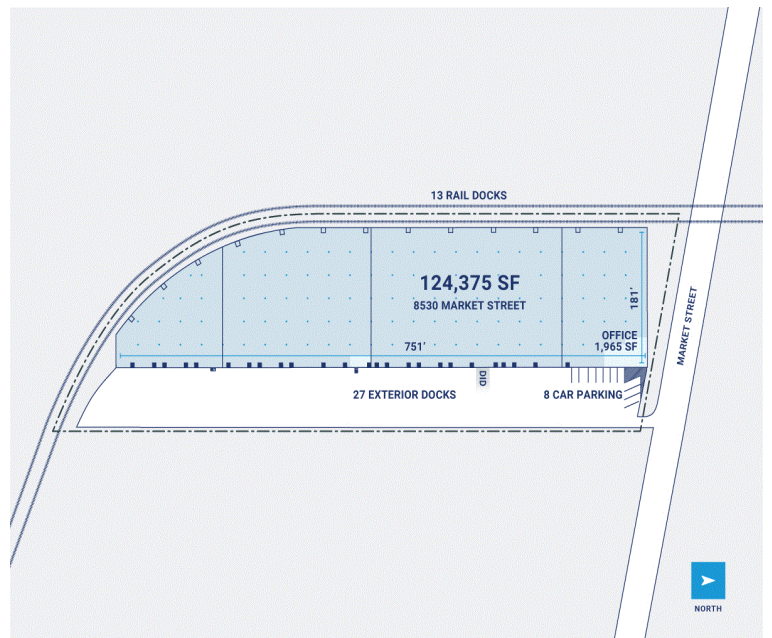 13 RAIL DOCKS
124,375 SF
8530 MARKET STREET
181'
OFFICE
1,965 SF
751'
MARKET STREET
DID
27 EXTERIOR DOCKS
8 CAR PARKING
NORTH